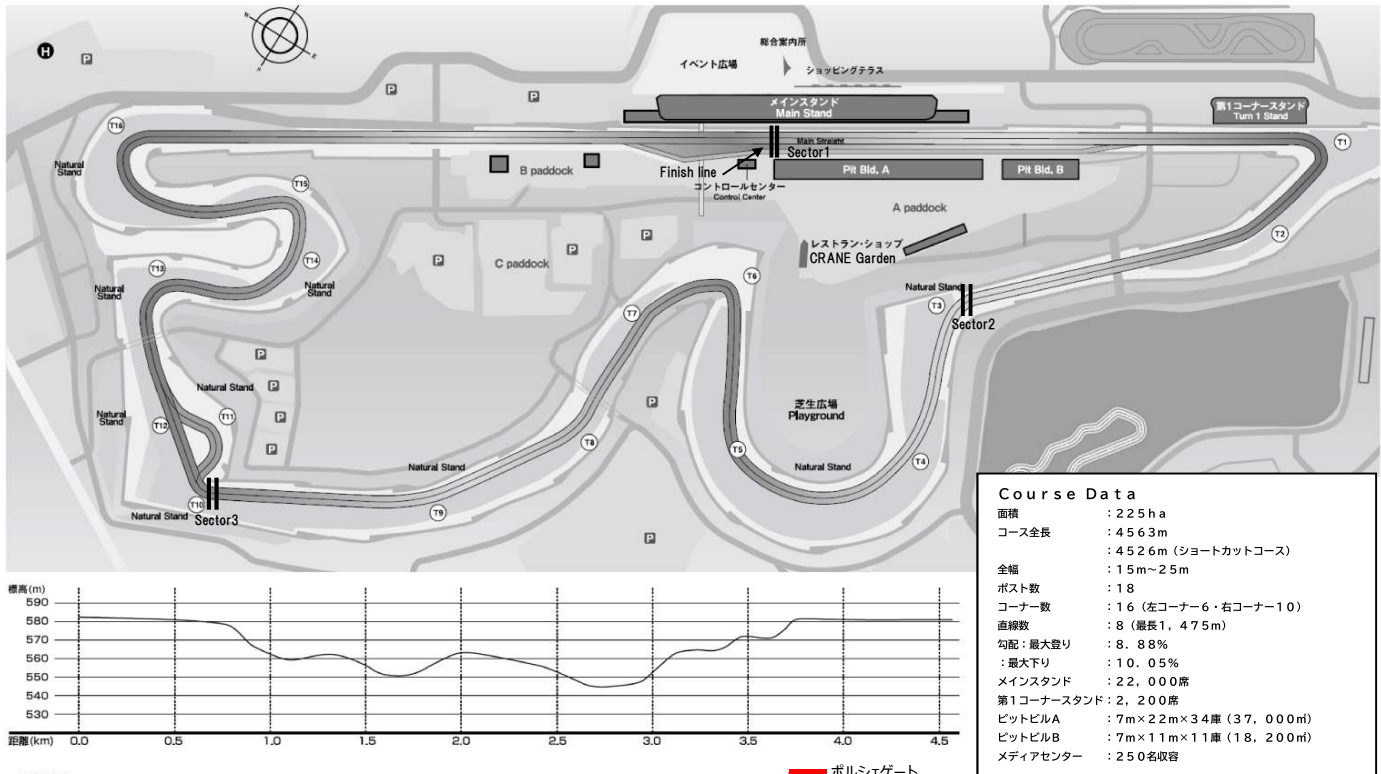 N
H
P
P
P
総合案内所
イベント広場
ショッピングテラス
メインスタンド
Main Stand
第1コーナースタンド
Turn 1 Stand
T16
T1
Main Straight
Sector1
Natural
Stand
Finish line
B paddock
Pit Bld. A
Pit Bld. B
コントロールセンター
Control Center
T15
A paddock
T2
P
レストラン・ショップ
CRANE Garden
P
P
C paddock
T14
T13
T6
Natural
Stand
Natural
Stand
Natural Stand
T3
T7
Sector2
P
Natural Stand
P
P
芝生広場
Playground
Natural
Stand
T11
T12
P
T8
T5
P
Natural Stand
Natural Stand
T4
T10
Natural Stand
Sector3
T9
P
Course Data
面積 :225ha
コース全長 :4563m
:4526m(ショートカットコース)
全幅 :15m~25m
ポスト数 :18
コーナー数 :16(左コーナー6・右コーナー10)
直線数 :8(最長1,475m)
勾配:最大登り :8.88%
:最大下り :10.05%
メインスタンド :22,000席
第1コーナースタンド:2,200席
ピットビルA :7m×22m×34庫(37,000㎡)
ピットビルB :7m×11m×11庫(18,200㎡)
メディアセンター :250名収容
標高(m)
590
580
570
560
550
540
530
距離(km) 0.0 0.5 1.0 1.5 2.0 2.5 3.0 3.5 4.0 4.5
ポルシェゲート